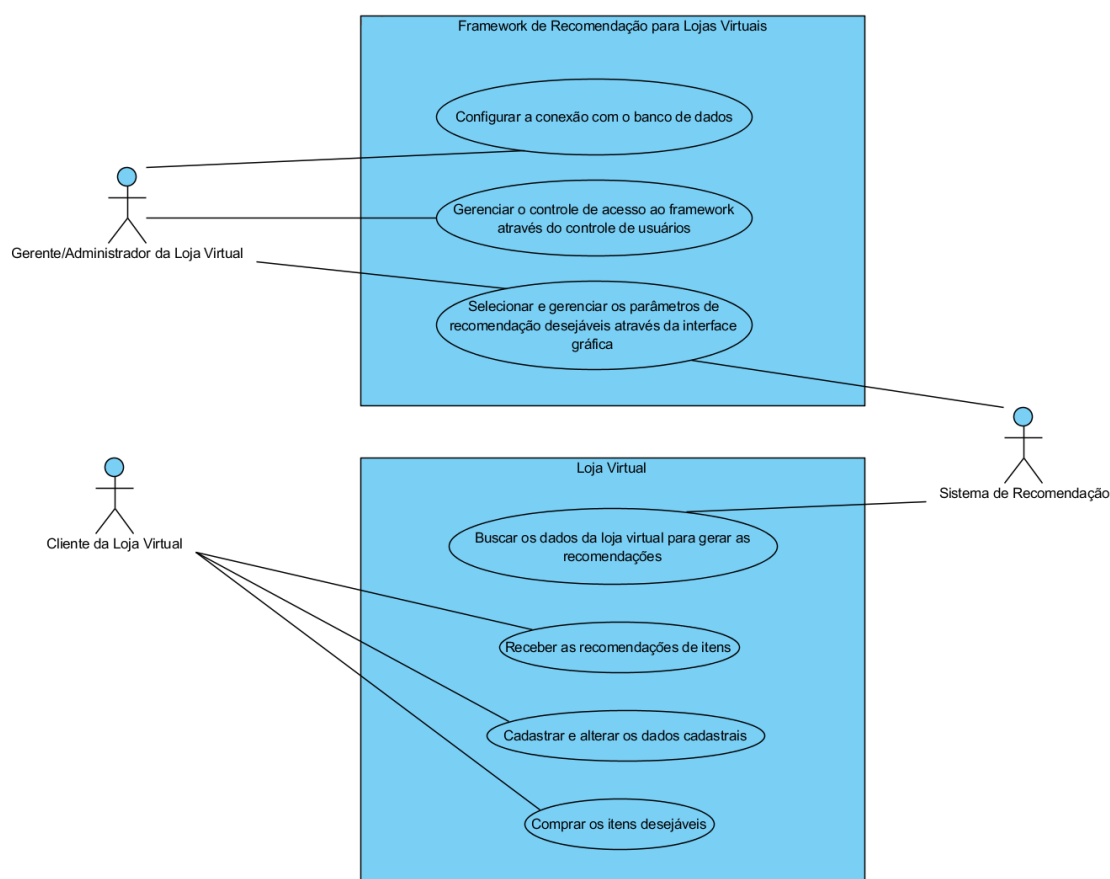 Framework de Recomendação para Lojas Virtuais
Configurar a conexão com o banco de dados
Gerenciar o controle de acesso ao framework
através do controle de usuários
Gerente/Administrador da Loja Virtual
Selecionar e gerenciar os parâmetros de
recomendação desejáveis através da interface
gráfica
Sistema de Recomendação
Loja Virtual
Cliente da Loja Virtual
Buscar os dados da loja virtual para gerar as
recomendações
Receber as recomendações de itens
Cadastrar e alterar os dados cadastrais
Comprar os itens desejáveis